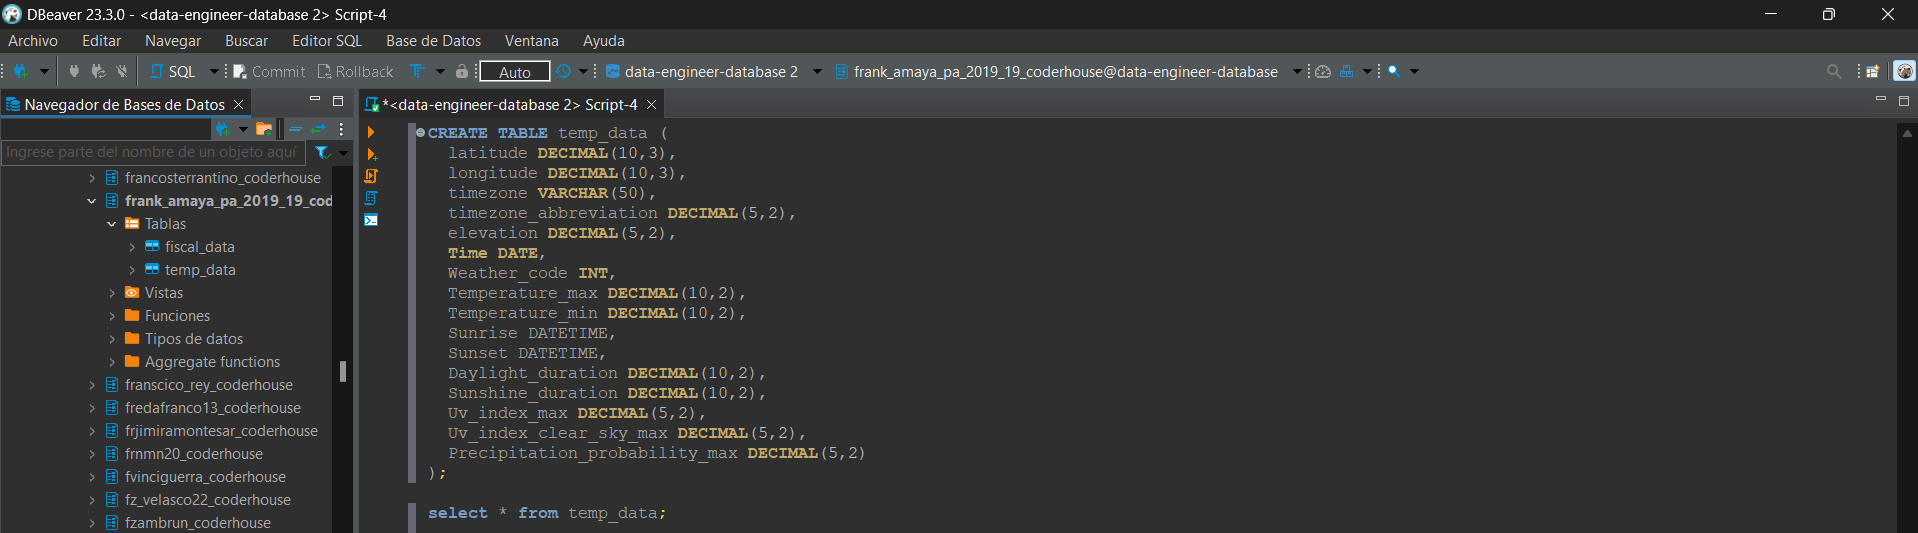 DBeaver 23.3.0 - <data-engineer-database 2> Script-4
Archivo Editar Navegar Buscar Editor SQL Base de Datos Ventana Ayuda
SQL Commit Rollback Auto data-engineer-database 2 frank_amaya_pa_2019_19_coderhouse@data-engineer-database
Navegador de Bases de Datos
Ingrese parte del nombre de un objeto aquí
francosterrantino_coderhouse
frank_amaya_pa_2019_19_cod
Tablas
fiscal_data
temp_data
Vistas
Funciones
Tipos de datos
Aggregate functions
franscico_rey_coderhouse
fredafranco13_coderhouse
frjimiramontesar_coderhouse
frnmn20_coderhouse
fvinciguerra_coderhouse
fz_velasco22_coderhouse
fzambrun_coderhouse
*<data-engineer-database 2> Script-4
CREATE TABLE temp_data (
latitude DECIMAL(10,3),
longitude DECIMAL(10,3),
timezone VARCHAR(50),
timezone_abbreviation DECIMAL(5,2),
elevation DECIMAL(5,2),
Time DATE,
Weather_code INT,
Temperature_max DECIMAL(10,2),
Temperature_min DECIMAL(10,2),
Sunrise DATETIME,
Sunset DATETIME,
Daylight_duration DECIMAL(10,2),
Sunshine_duration DECIMAL(10,2),
Uv_index_max DECIMAL(5,2),
Uv_index_clear_sky_max DECIMAL(5,2),
Precipitation_probability_max DECIMAL(5,2)
);
select * from temp_data;